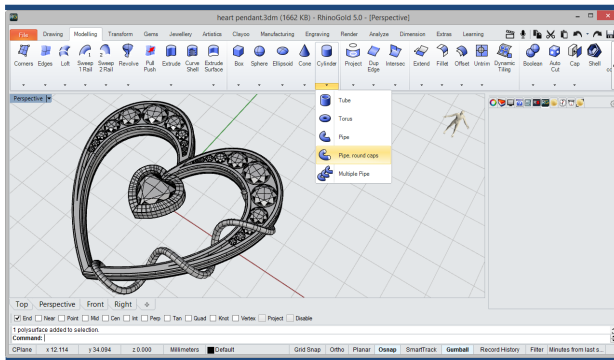 heart pendant.3dm (1662 KB) - RhinoGold 5.0 - [Perspective]
File Drawing Modelling Transform Gems Jewellery Artistics Clayoo Manufacturing Engraving Render Analyze Dimension Extras Learning
Corners Edges Loft Sweep 1 Rail Sweep 2 Rail Revolve Pull Push Extrude Curve Shell Extrude Surface Box Sphere Ellipsoid Cone Cylinder Project Dup Edge Intersec Extend Fillet Offset Untrim Dynamic Tiling Boolean Auto Cut Cap Shell
Perspective
Tube
Torus
Pipe
Pipe, round caps
Multiple Pipe
Top Perspective Front Right
End Near Point Mid Cen Int Perp Tan Quad Knot Vertex Project Disable
1 polysurface added to selection.
Command:
CPlane x 12.114 y 34.094 z 0.000 Millimeters Default Grid Snap Ortho Planar Osnap SmartTrack Gumball Record History Filter Minutes from last s...